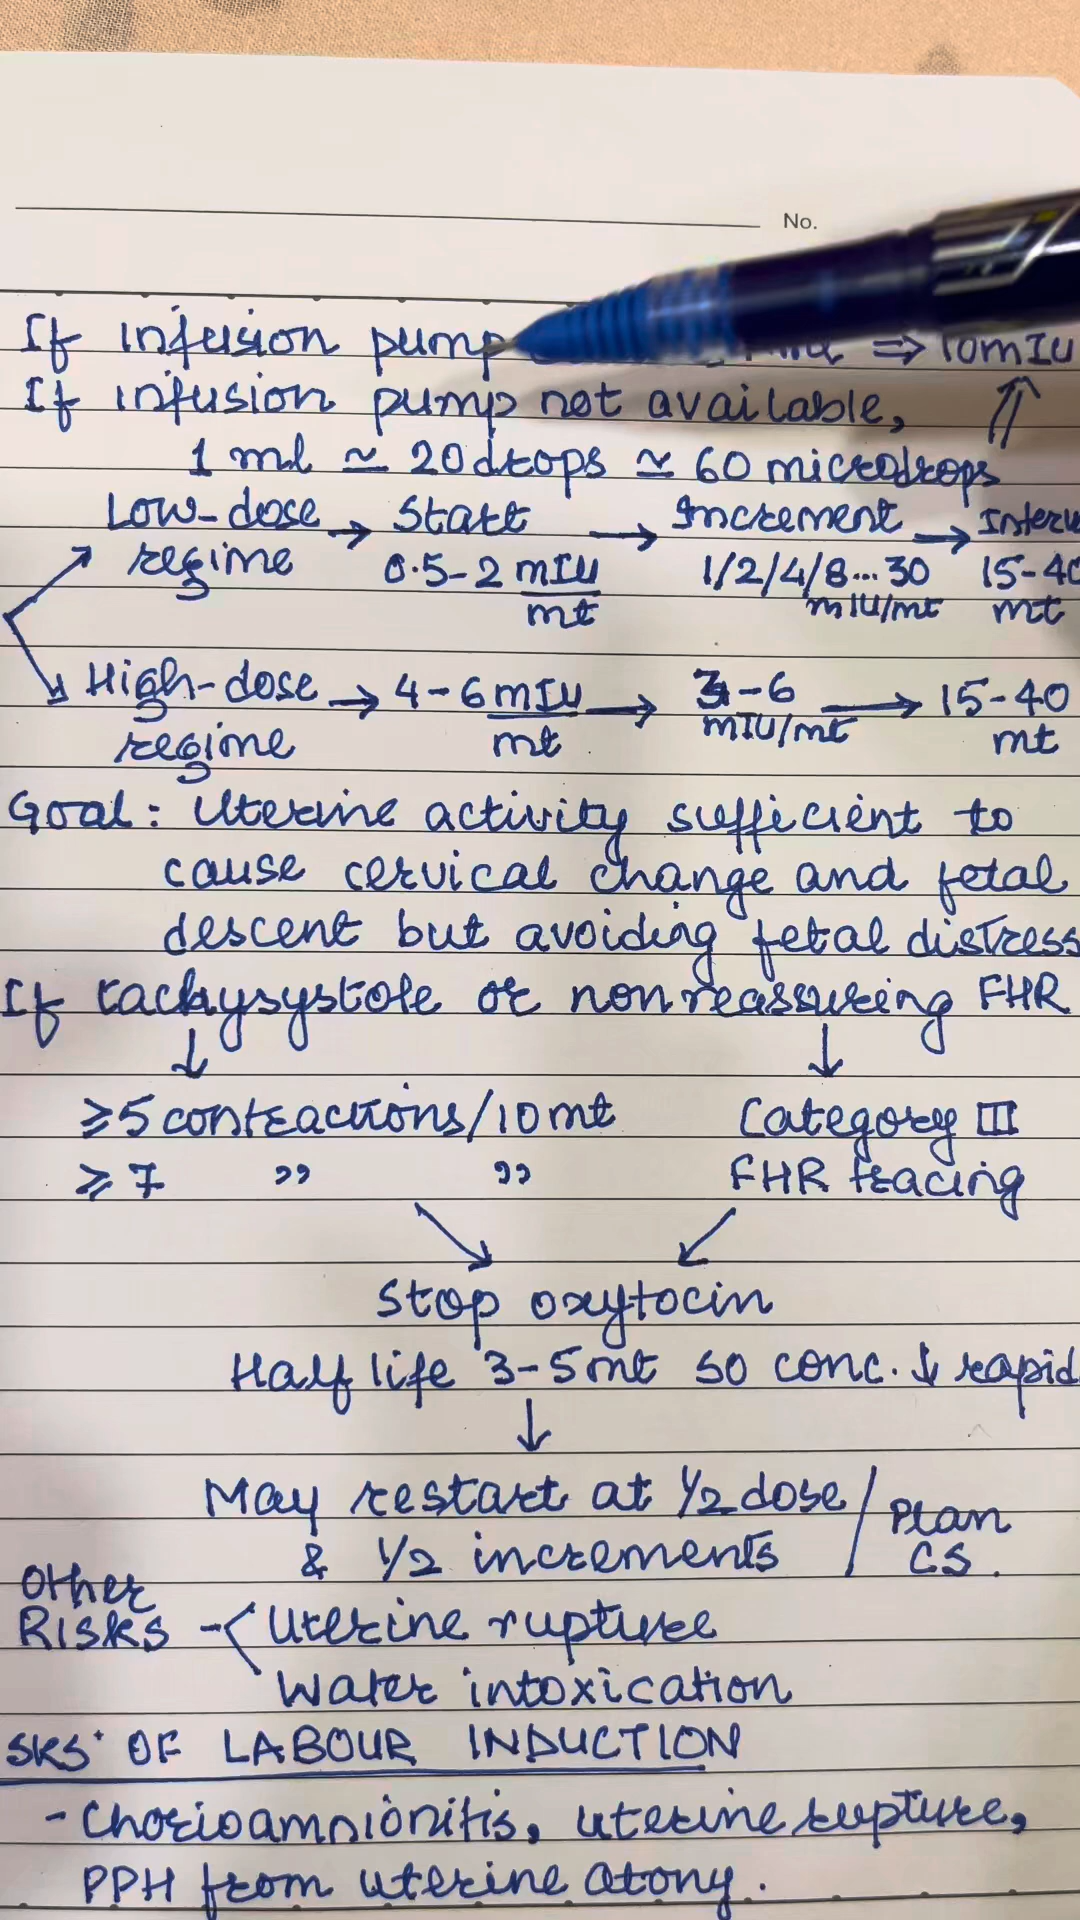 No.
If infusion pump ⇒ 10mIU
If infusion pump not available,
1 ml ≃ 20 drops ≃ 60 microdrops
Low-dose regime → Start 0.5-2 mIU/mt → Increment 1/2/4/8...30 mIU/mt → Interv 15-40 mt
High-dose regime → 4-6 mIU/mt → 3-6 mIU/mt → 15-40 mt
Goal: Uterine activity sufficient to
cause cervical change and fetal
descent but avoiding fetal distress
If tachysystole or nonreassuring FHR
↓ ↓
≥5 contractions/10mt Category III
≥7 " " FHR tracing
Stop oxytocin
Half life 3-5mt so conc. ↓ rapid
↓
May restart at 1/2 dose / Plan
& 1/2 increments CS.
Other
Risks - Uterine rupture
Water intoxication
SKS OF LABOUR INDUCTION
- Chorioamnionitis, uterine rupture,
PPH from uterine atony.